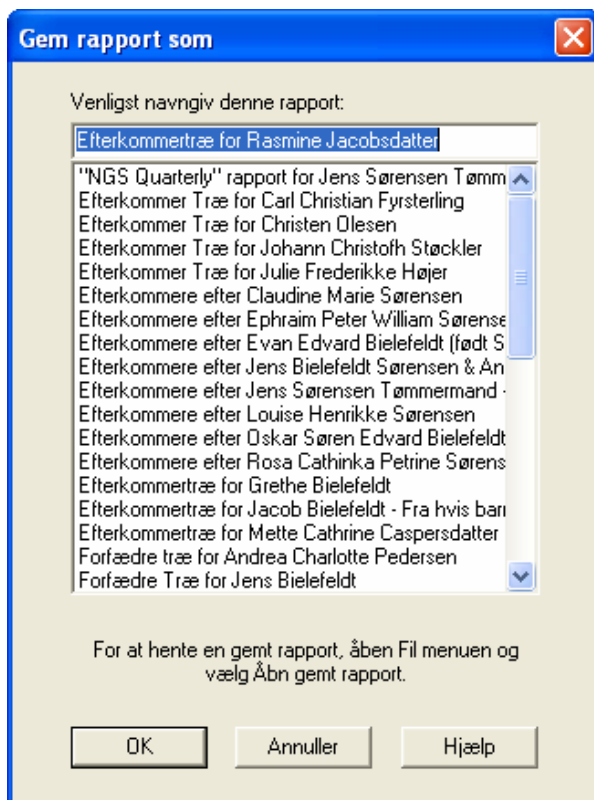 Gem rapport som
Venligst navngiv denne rapport:
Efterkommertræ for Rasmine Jacobsdatter
"NGS Quarterly" rapport for Jens Sørensen Tømm
Efterkommer Træ for Carl Christian Fyrsterling
Efterkommer Træ for Christen Olesen
Efterkommer Træ for Johann Christofh Støckler
Efterkommer Træ for Julie Frederikke Højer
Efterkommere efter Claudine Marie Sørensen
Efterkommere efter Ephraim Peter William Sørense
Efterkommere efter Evan Edvard Bielefeldt (født S
Efterkommere efter Jens Bielefeldt Sørensen & An
Efterkommere efter Jens Sørensen Tømmermand -
Efterkommere efter Louise Henrikke Sørensen
Efterkommere efter Oskar Søren Edvard Bielefeldt
Efterkommere efter Rosa Cathinka Petrine Sørens
Efterkommertræ for Grethe Bielefeldt
Efterkommertræ for Jacob Bielefeldt - Fra hvis barn
Efterkommertræ for Mette Cathrine Caspersdatter
Forfædre træ for Andrea Charlotte Pedersen
Forfædre Træ for Jens Bielefeldt
For at hente en gemt rapport, åben Fil menuen og
vælg Åbn gemt rapport.
OK Annuller Hjælp